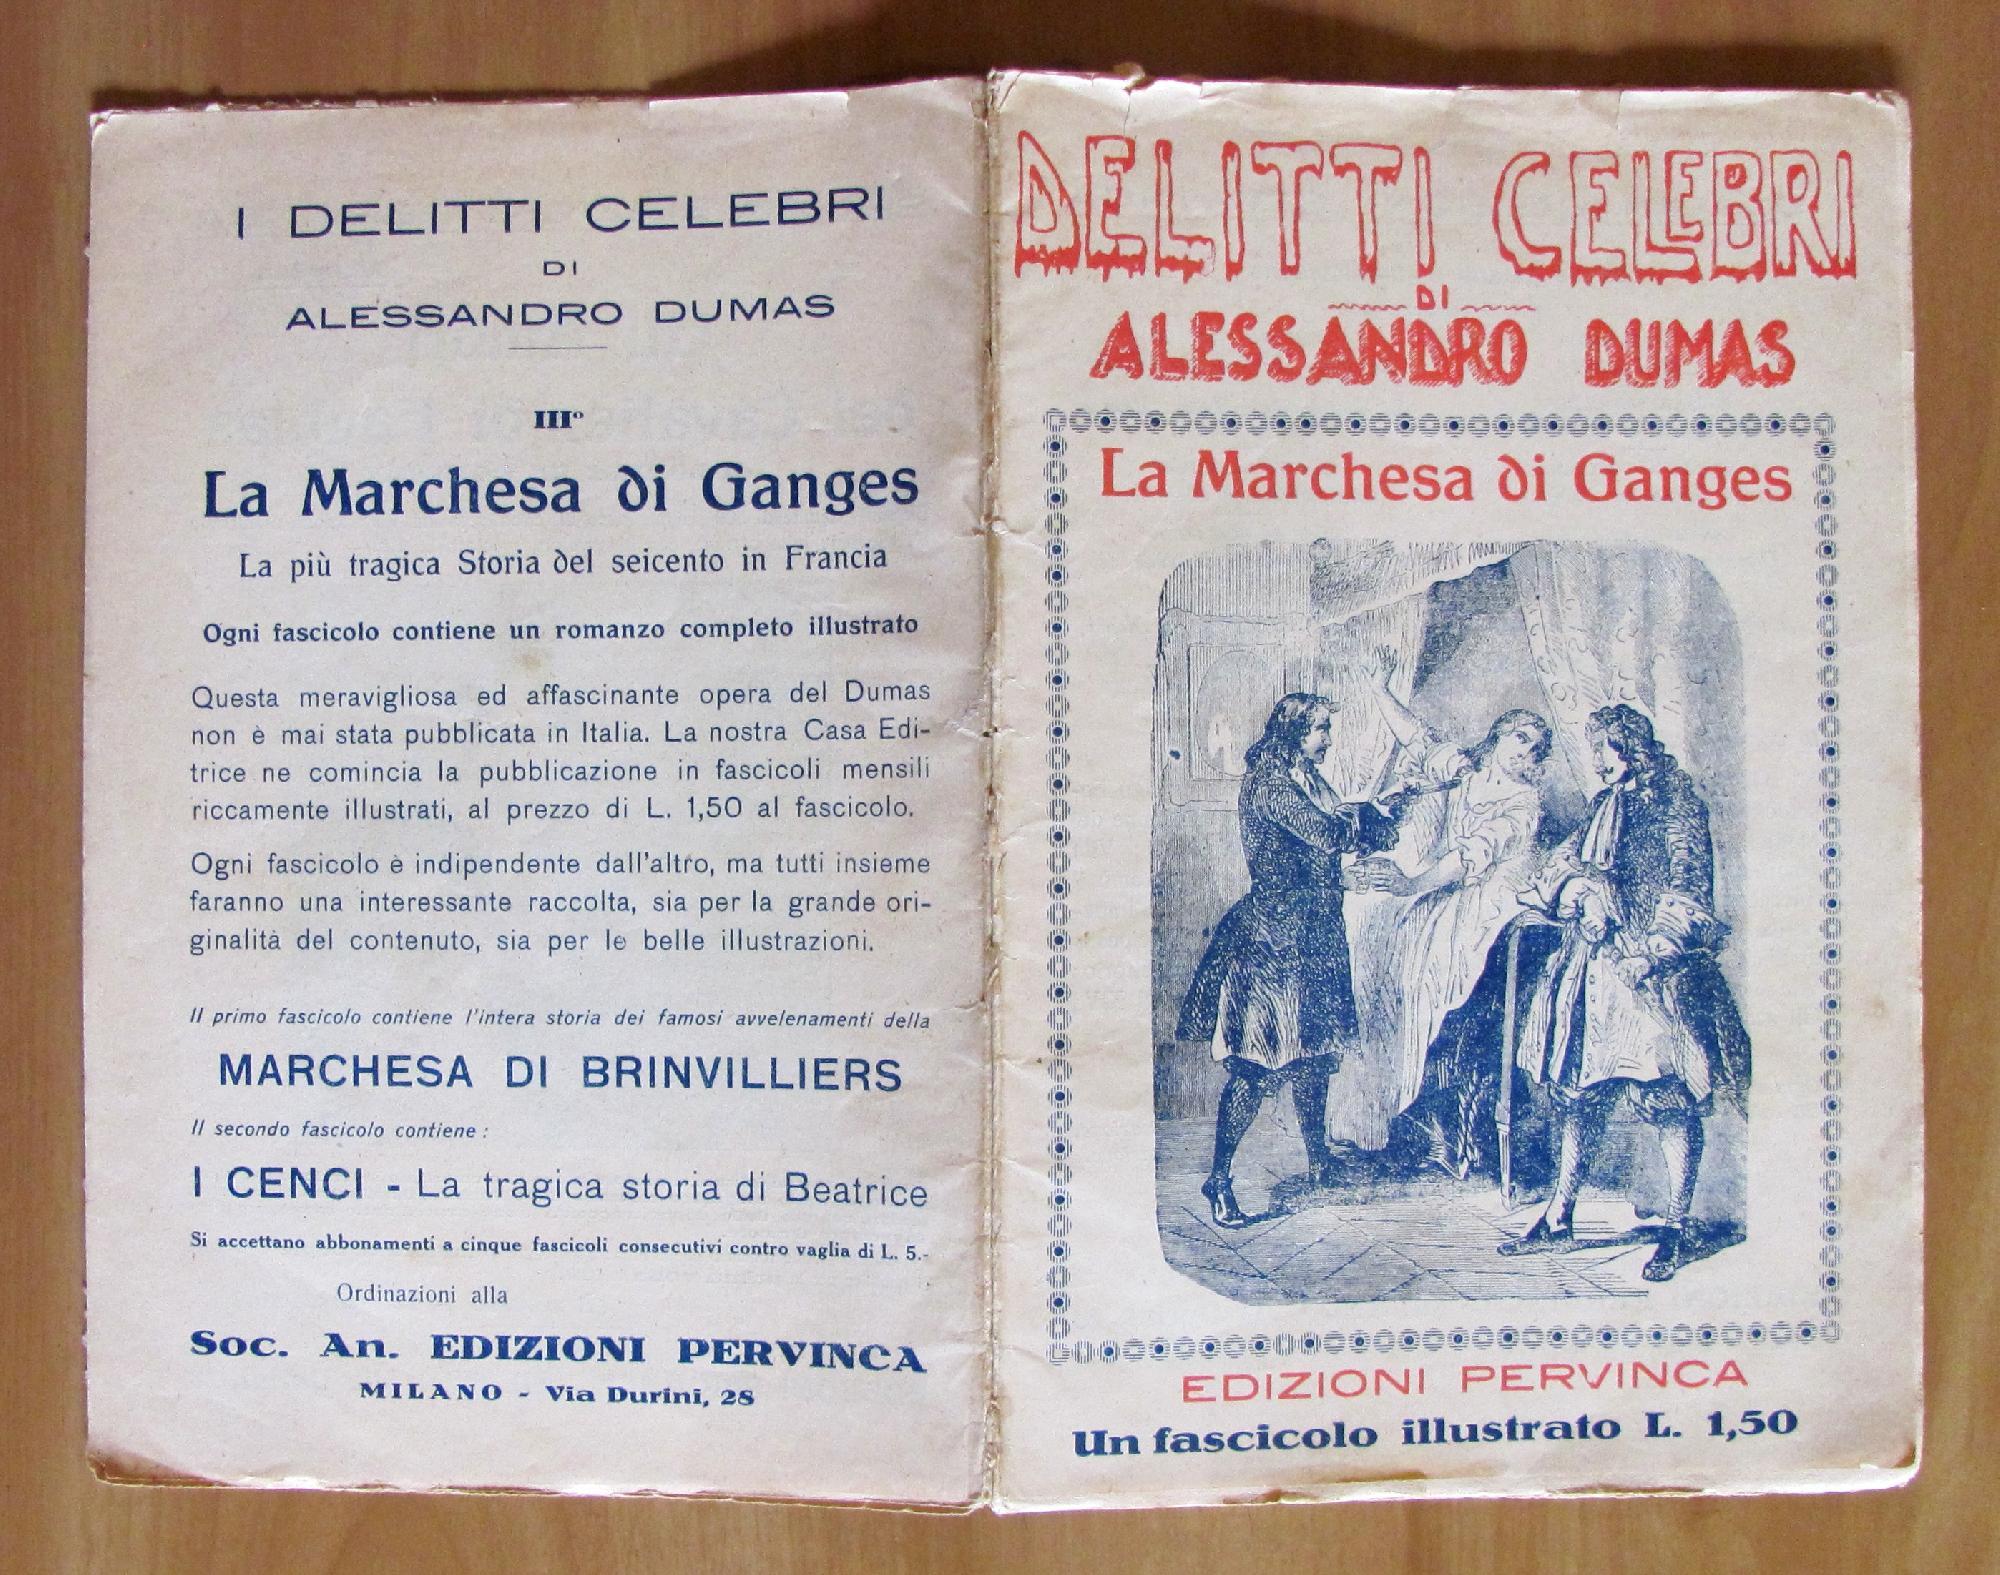 I DELITTI CELEBRI
DI
ALESSANDRO DUMAS
IIIº
La Marchesa di Ganges
La più tragica Storia del seicento in Francia
Ogni fascicolo contiene un romanzo completo illustrato
Questa meravigliosa ed affascinante opera del Dumas
non è mai stata pubblicata in Italia. La nostra Casa Edi-
trice ne comincia la pubblicazione in fascicoli mensili
riccamente illustrati, al prezzo di L. 1,50 al fascicolo.
Ogni fascicolo è indipendente dall'altro, ma tutti insieme
faranno una interessante raccolta, sia per la grande ori-
ginalità del contenuto, sia per le belle illustrazioni.
Il primo fascicolo contiene l'intera storia dei famosi avvelenamenti della
MARCHESA DI BRINVILLIERS
Il secondo fascicolo contiene :
I CENCI - La tragica storia di Beatrice
Si accettano abbonamenti a cinque fascicoli consecutivi contro vaglia di L. 5.-
Ordinazioni alla
Soc. An. EDIZIONI PERVINCA
MILANO - Via Durini, 28
DELITTI CELEBRI
DI
ALESSANDRO DUMAS
La Marchesa di Ganges
EDIZIONI PERVINCA
Un fascicolo illustrato L. 1,50